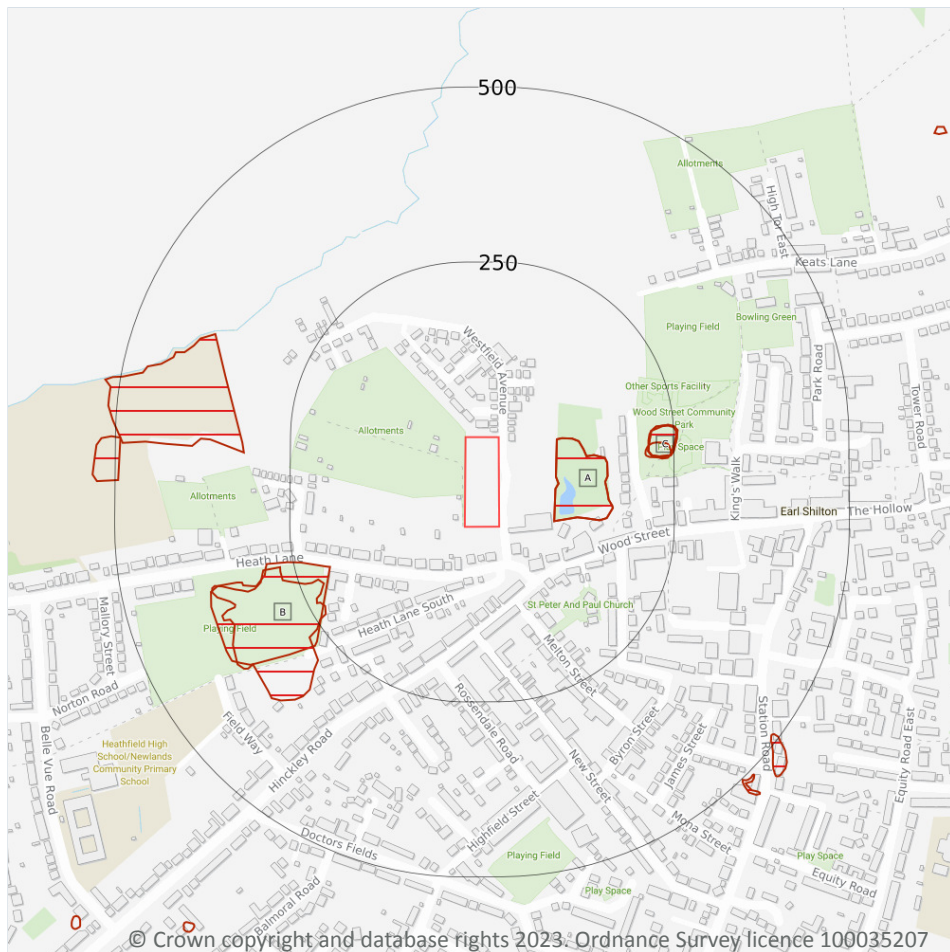 500
Allotments
High Tor East
Keats Lane
250
Bowling Green
Playing Field
Westfield Avenue
Park Road
Other Sports Facility
Tower Road
Wood Street Community
Park
Allotments
C
Play Space
King's Walk
A
Allotments
Earl Shilton
The Hollow
Wood Street
Heath Lane
Mallory Street
B
Heath Lane South
St Peter And Paul Church
Playing Field
Melton Street
Norton Road
Rossendale Road
Station Road
Field Way
Byron Street
Equity Road East
Belle Vue Road
Hinckley Road
James Street
Heathfield High
School/Newlands
Community Primary
School
New Street
Highfield Street
Mona Street
Doctors Fields
Playing Field
Play Space
Equity Road
Balmoral Road
Play Space
© Crown copyright and database rights 2023. Ordnance Survey licence 100035207